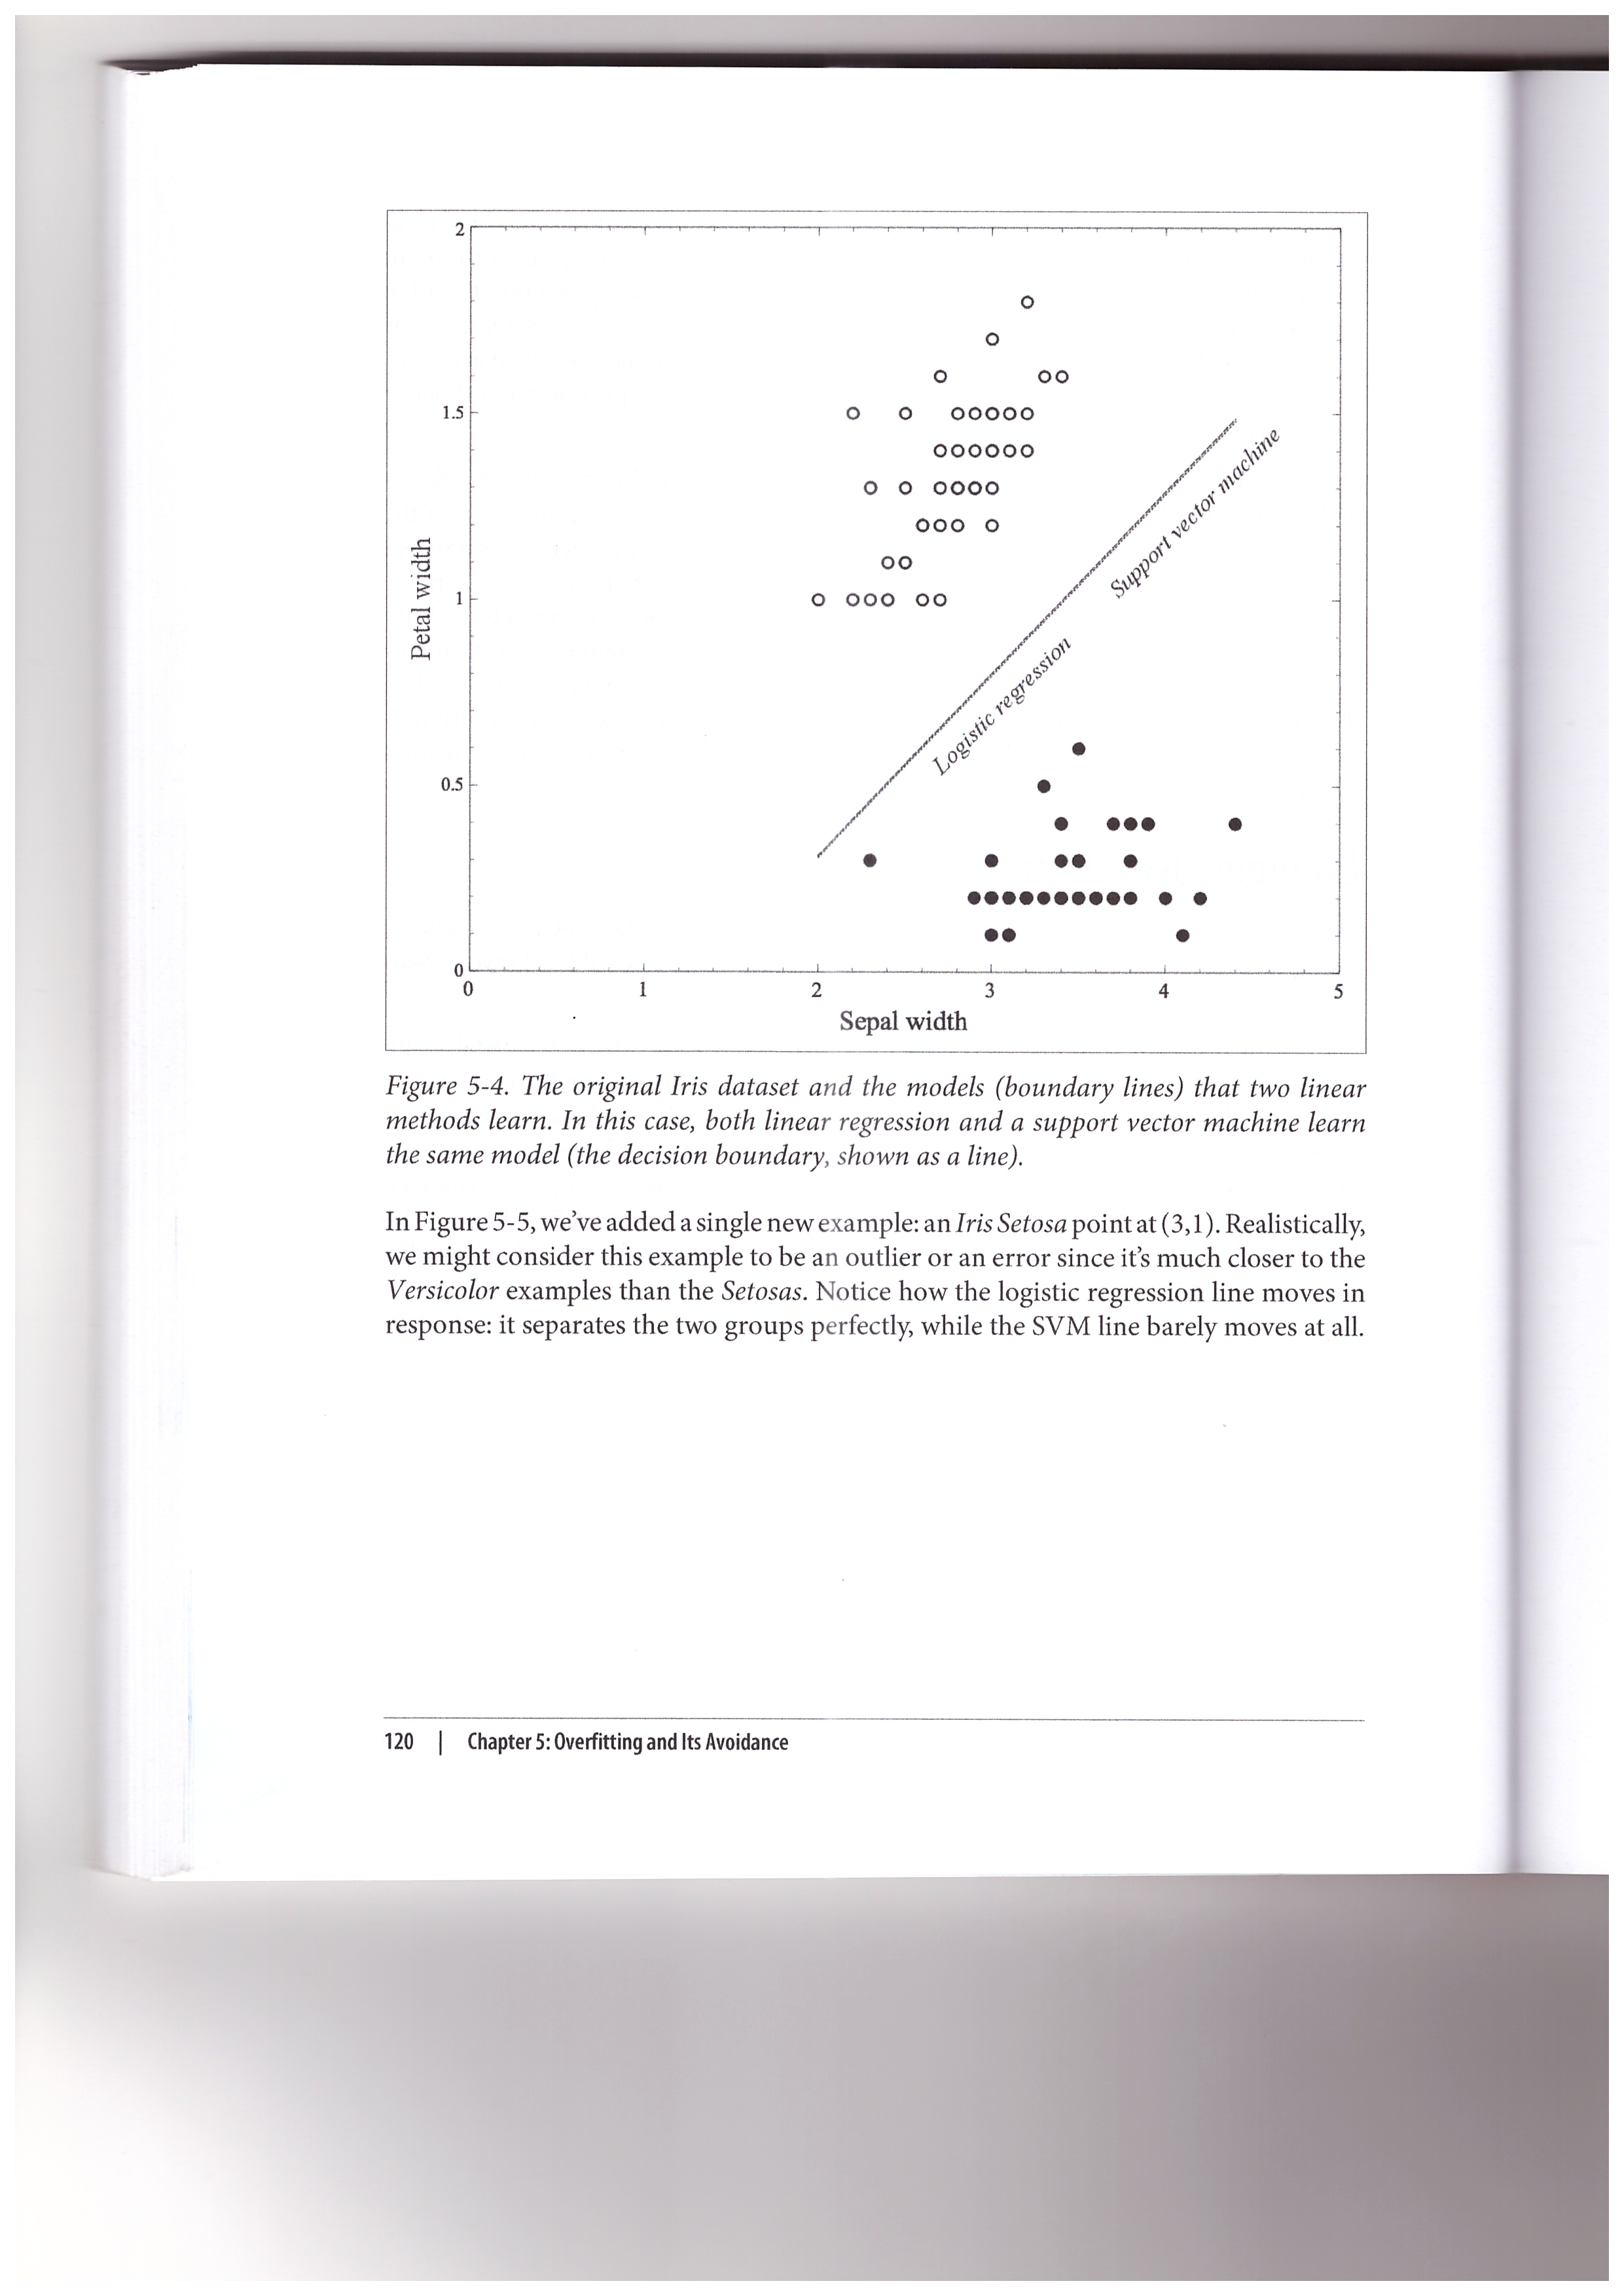 2
1.5
1
0.5
0
0
1
2
3
4
5
Petal width
Sepal width
Support vector machine
Logistic regression
Figure 5-4. The original Iris dataset and the models (boundary lines) that two linear
methods learn. In this case, both linear regression and a support vector machine learn
the same model (the decision boundary, shown as a line).
In Figure 5-5, we’ve added a single new example: an Iris Setosa point at (3,1). Realistically,
we might consider this example to be an outlier or an error since it’s much closer to the
Versicolor examples than the Setosas. Notice how the logistic regression line moves in
response: it separates the two groups perfectly, while the SVM line barely moves at all.
120 | Chapter 5: Overfitting and Its Avoidance